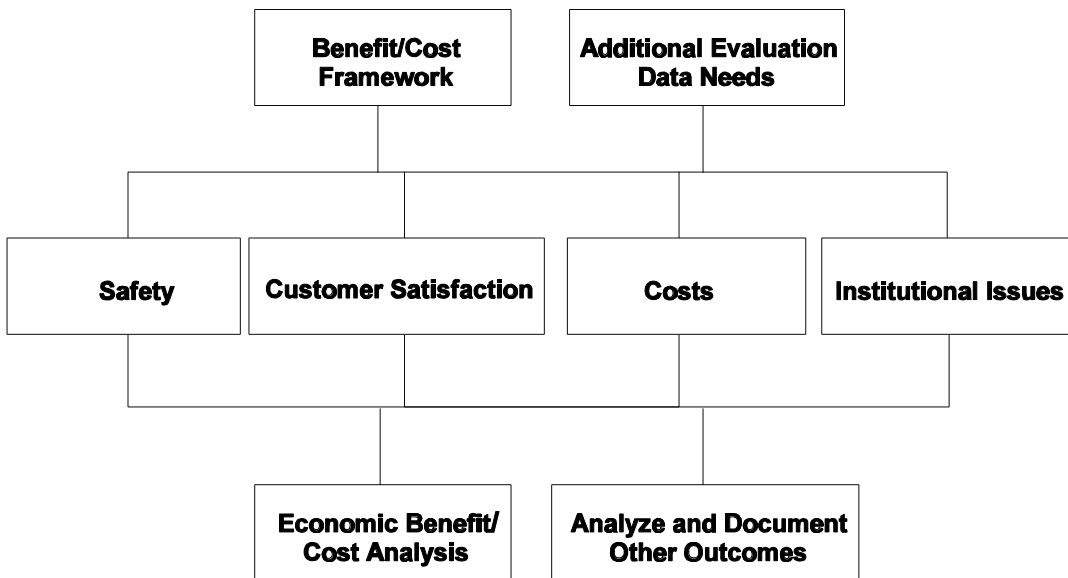 Benefit/Cost
Framework
Additional Evaluation
Data Needs
Safety
Customer Satisfaction
Costs
Institutional Issues
Economic Benefit/
Cost Analysis
Analyze and Document
Other Outcomes